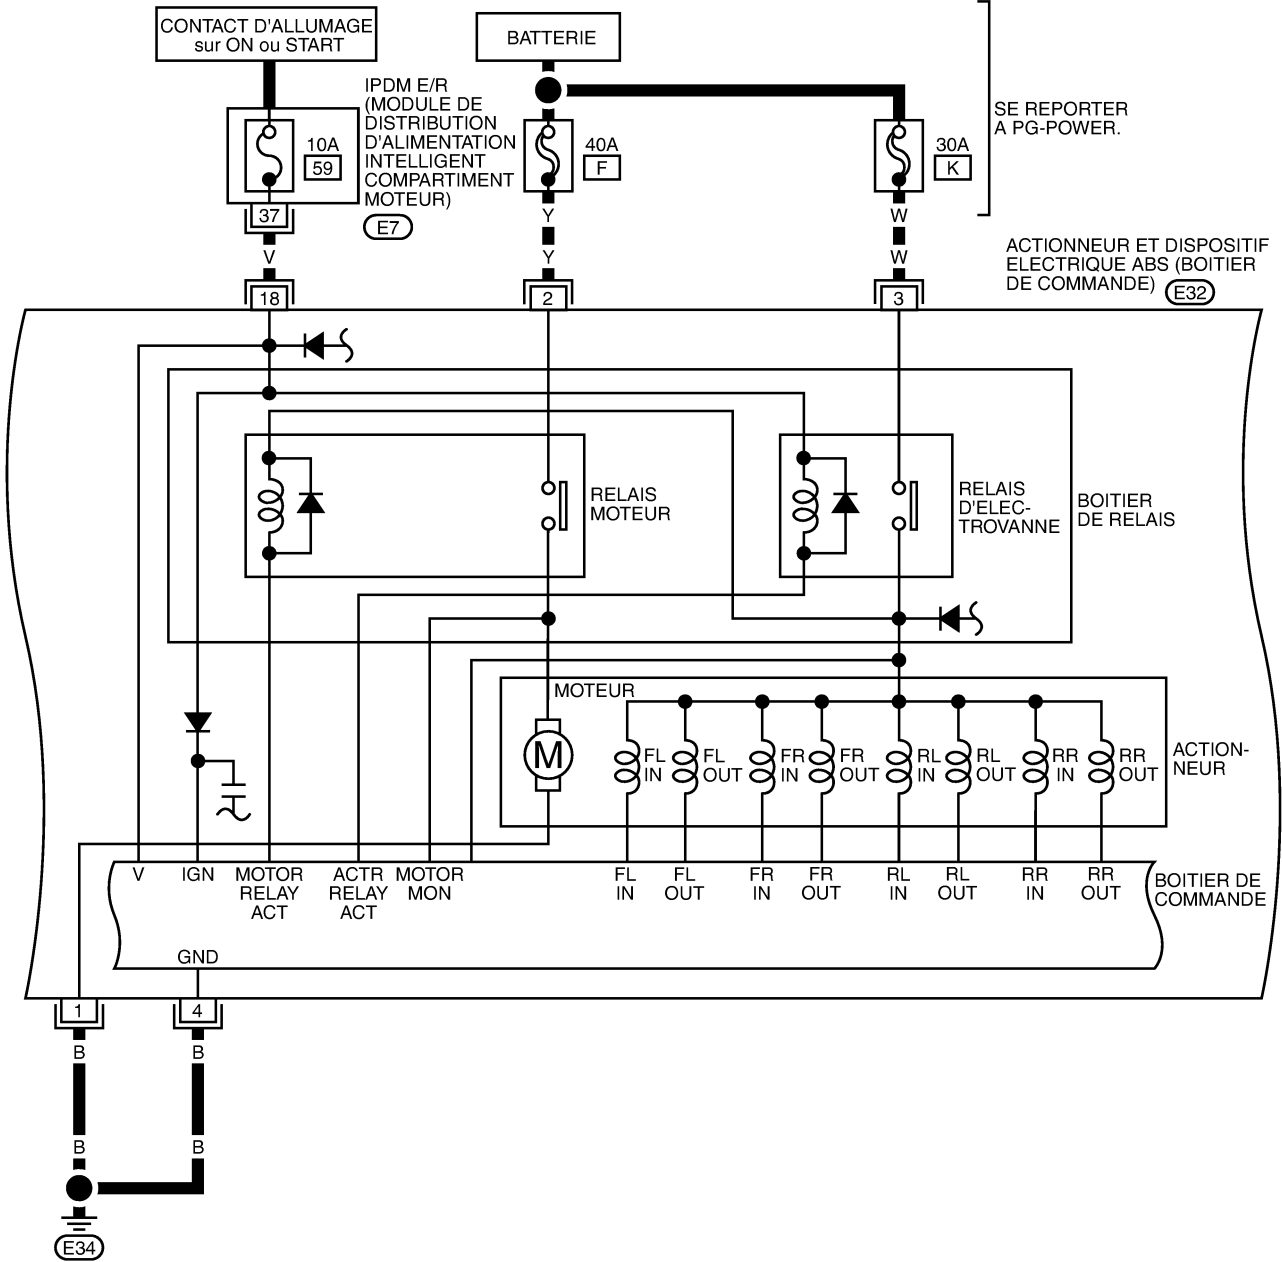 CONTACT D'ALLUMAGE
sur ON ou START
BATTERIE
IPDM E/R
(MODULE DE
DISTRIBUTION
D'ALIMENTATION
INTELLIGENT
COMPARTIMENT
MOTEUR)
E7
10A
59
40A
F
30A
K
SE REPORTER
A PG-POWER.
37
V
Y
Y
W
W
ACTIONNEUR ET DISPOSITIF
ELECTRIQUE ABS (BOITIER
DE COMMANDE)
E32
18
2
3
RELAIS
MOTEUR
RELAIS
D'ELEC-
TROVANNE
BOITIER
DE RELAIS
MOTEUR
M
FL
IN
FL
OUT
FR
IN
FR
OUT
RL
IN
RL
OUT
RR
IN
RR
OUT
ACTION-
NEUR
V
IGN
MOTOR
RELAY
ACT
ACTR
RELAY
ACT
MOTOR
MON
FL
IN
FL
OUT
FR
IN
FR
OUT
RL
IN
RL
OUT
RR
IN
RR
OUT
BOITIER DE
COMMANDE
GND
1
4
B
B
B
B
E34